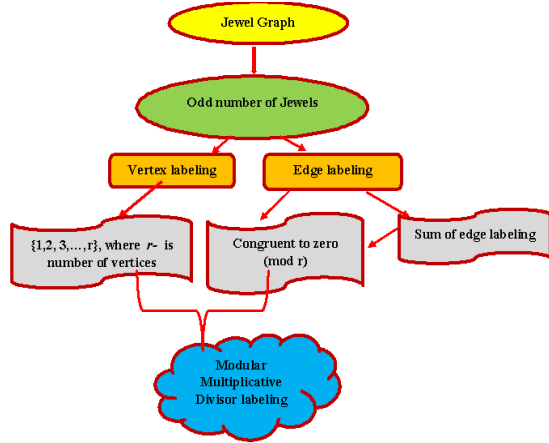 Jewel Graph
Odd number of Jewels
Vertex labeling
Edge labeling
{1,2, 3,...,r}, where r- is
number of vertices
Congruent to zero
(mod r)
Sum of edge labeling
Modular
Multiplicative
Divisor labeling